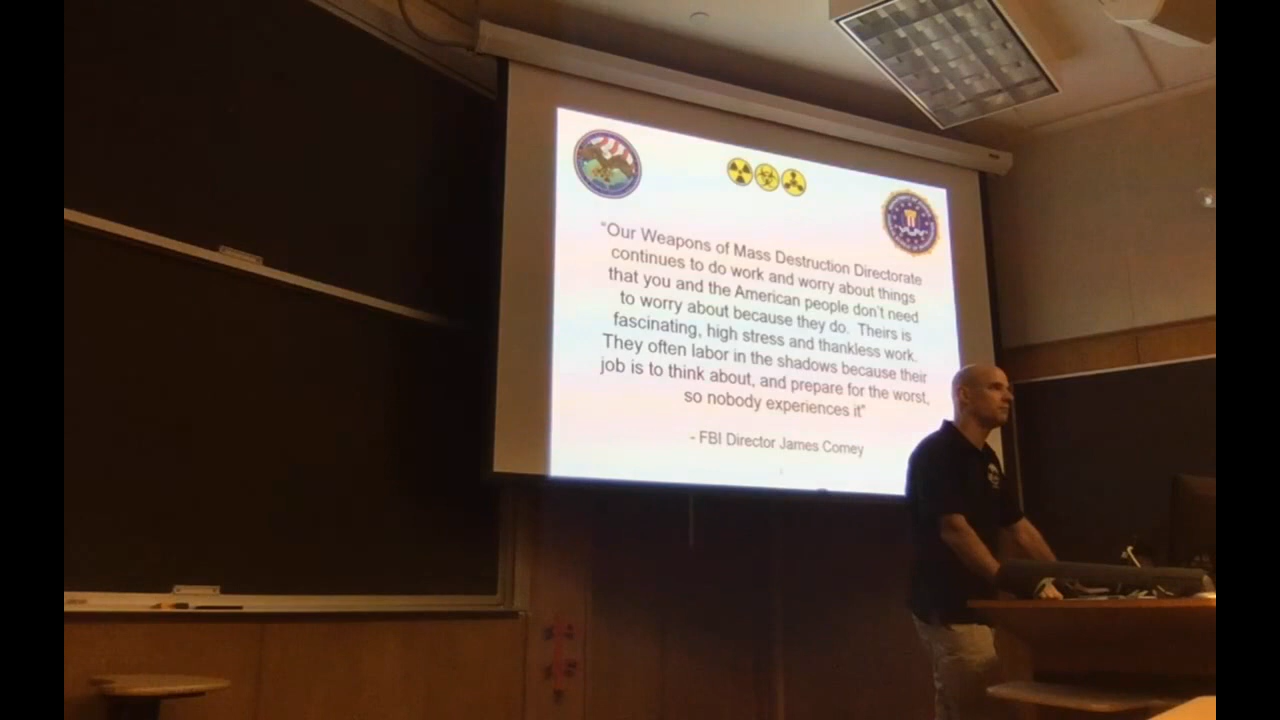 “Our Weapons of Mass Destruction Directorate
continues to do work and worry about things
that you and the American people don’t need
to worry about because they do. Theirs is
fascinating, high stress and thankless work.
They often labor in the shadows because their
job is to think about, and prepare for the worst,
so nobody experiences it”
- FBI Director James Comey